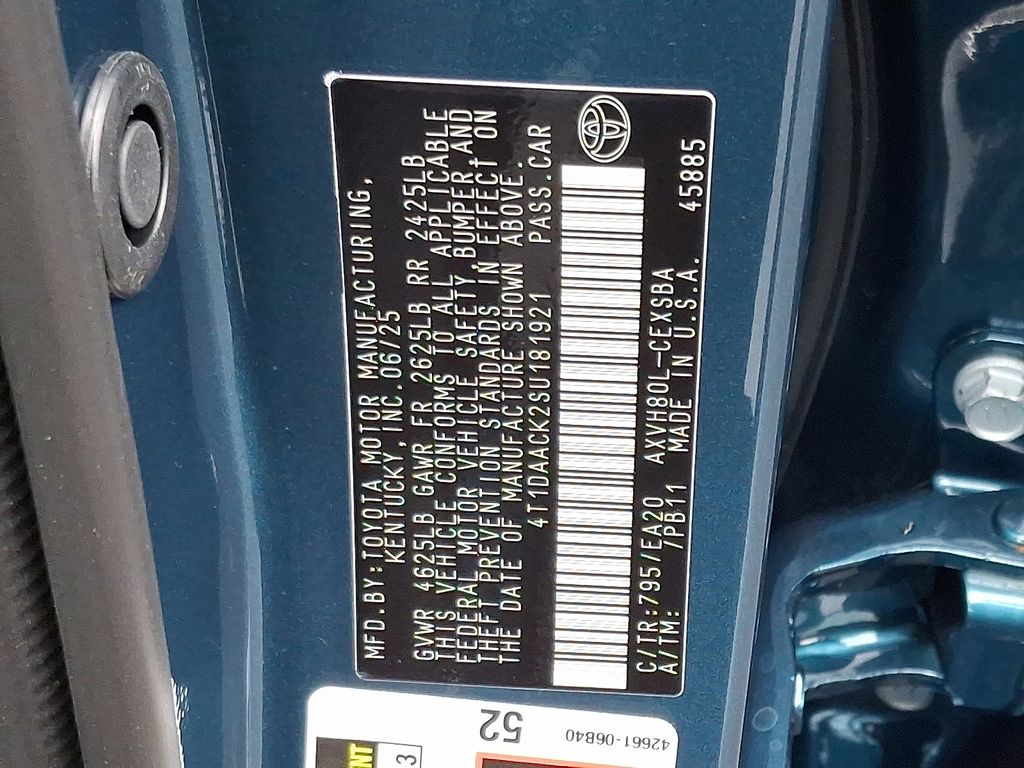 MFD.BY:TOYOTA MOTOR MANUFACTURING,
KENTUCKY,INC.06/25
GVWR 4625LB GAWR FR 2625LB RR 2425LB
THIS VEHICLE CONFORMS TO ALL APPLICABLE
FEDERAL MOTOR VEHICLE SAFETY, BUMPER,AND
THEFT PREVENTION STANDARDS IN EFFECT ON
THE DATE OF MANUFACTURE SHOWN ABOVE.
4T1DAACK2SU181921 PASS.CAR
C/TR:795/EA20 AXVH80L-CEXSBA
A/TM: /PB11 MADE IN U.S.A. 45885
52
42661-06B40
3